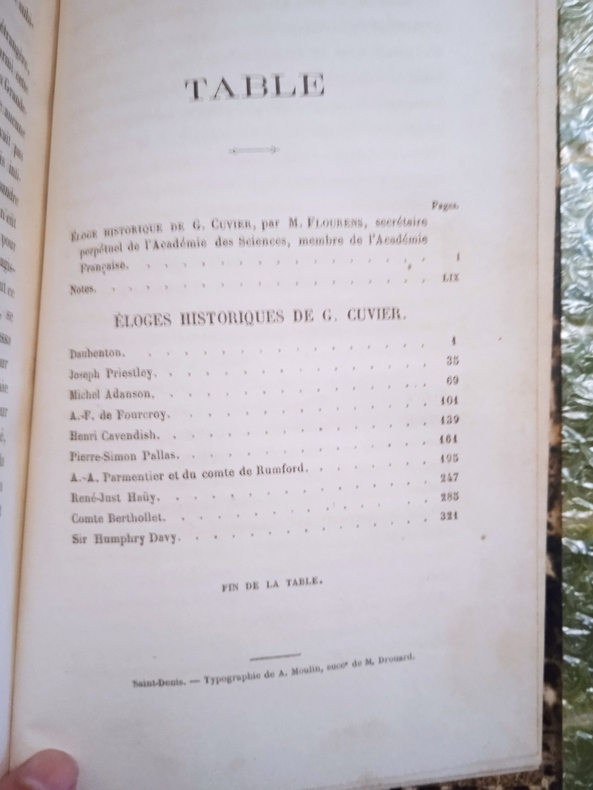 TABLE
Pages.
ÉLOGE HISTORIQUE DE G. CUVIER, par M. FLOURENS, secrétaire
perpétuel de l'Académie des Sciences, membre de l'Académie
Française. . . . . . . . . . . . . . . . I
Notes. . . . . . . . . . . . . . . . . LIX
ÉLOGES HISTORIQUES DE G. CUVIER.
Daubenton. . . . . . . . . . . . . . . 1
Joseph Priestley. . . . . . . . . . . . . . 35
Michel Adanson. . . . . . . . . . . . . . 69
A.-F. de Fourcroy. . . . . . . . . . . . . 101
Henri Cavendish. . . . . . . . . . . . . . 139
Pierre-Simon Pallas. . . . . . . . . . . . . 161
A.-A. Parmentier et du comte de Rumford. . . . . . . 195
René-Just Haüy. . . . . . . . . . . . . . 247
Comte Berthollet. . . . . . . . . . . . . . 285
Sir Humphry Davy. . . . . . . . . . . . . 321
FIN DE LA TABLE.
Saint-Denis. — Typographie de A. Moulin, succr de M. Drouard.